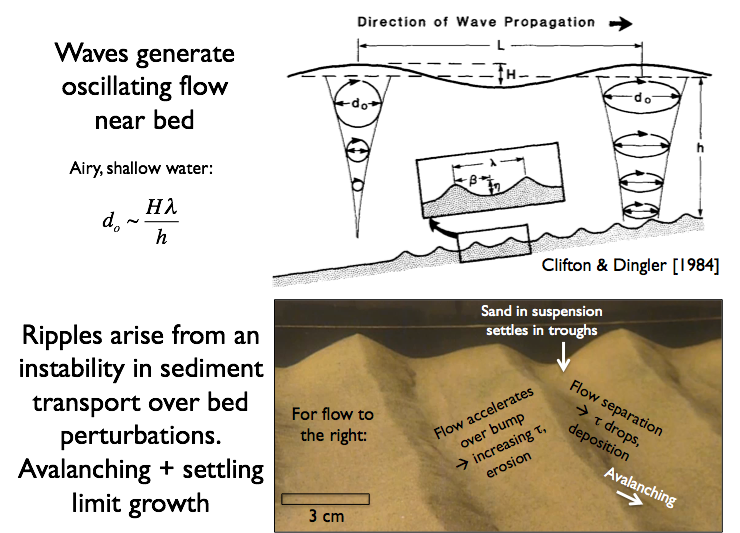 Waves generate
oscillating flow
near bed
Airy, shallow water:
d_o ~ Hλ/h
Direction of Wave Propagation
L
H
d_o
d_o
h
λ
β
η
Clifton & Dingler [1984]
Ripples arise from an
instability in sediment
transport over bed
perturbations.
Avalanching + settling
limit growth
Sand in suspension
settles in troughs
For flow to
the right:
Flow accelerates
over bump
→ increasing τ,
erosion
Flow separation
→ τ drops,
deposition
Avalanching
3 cm